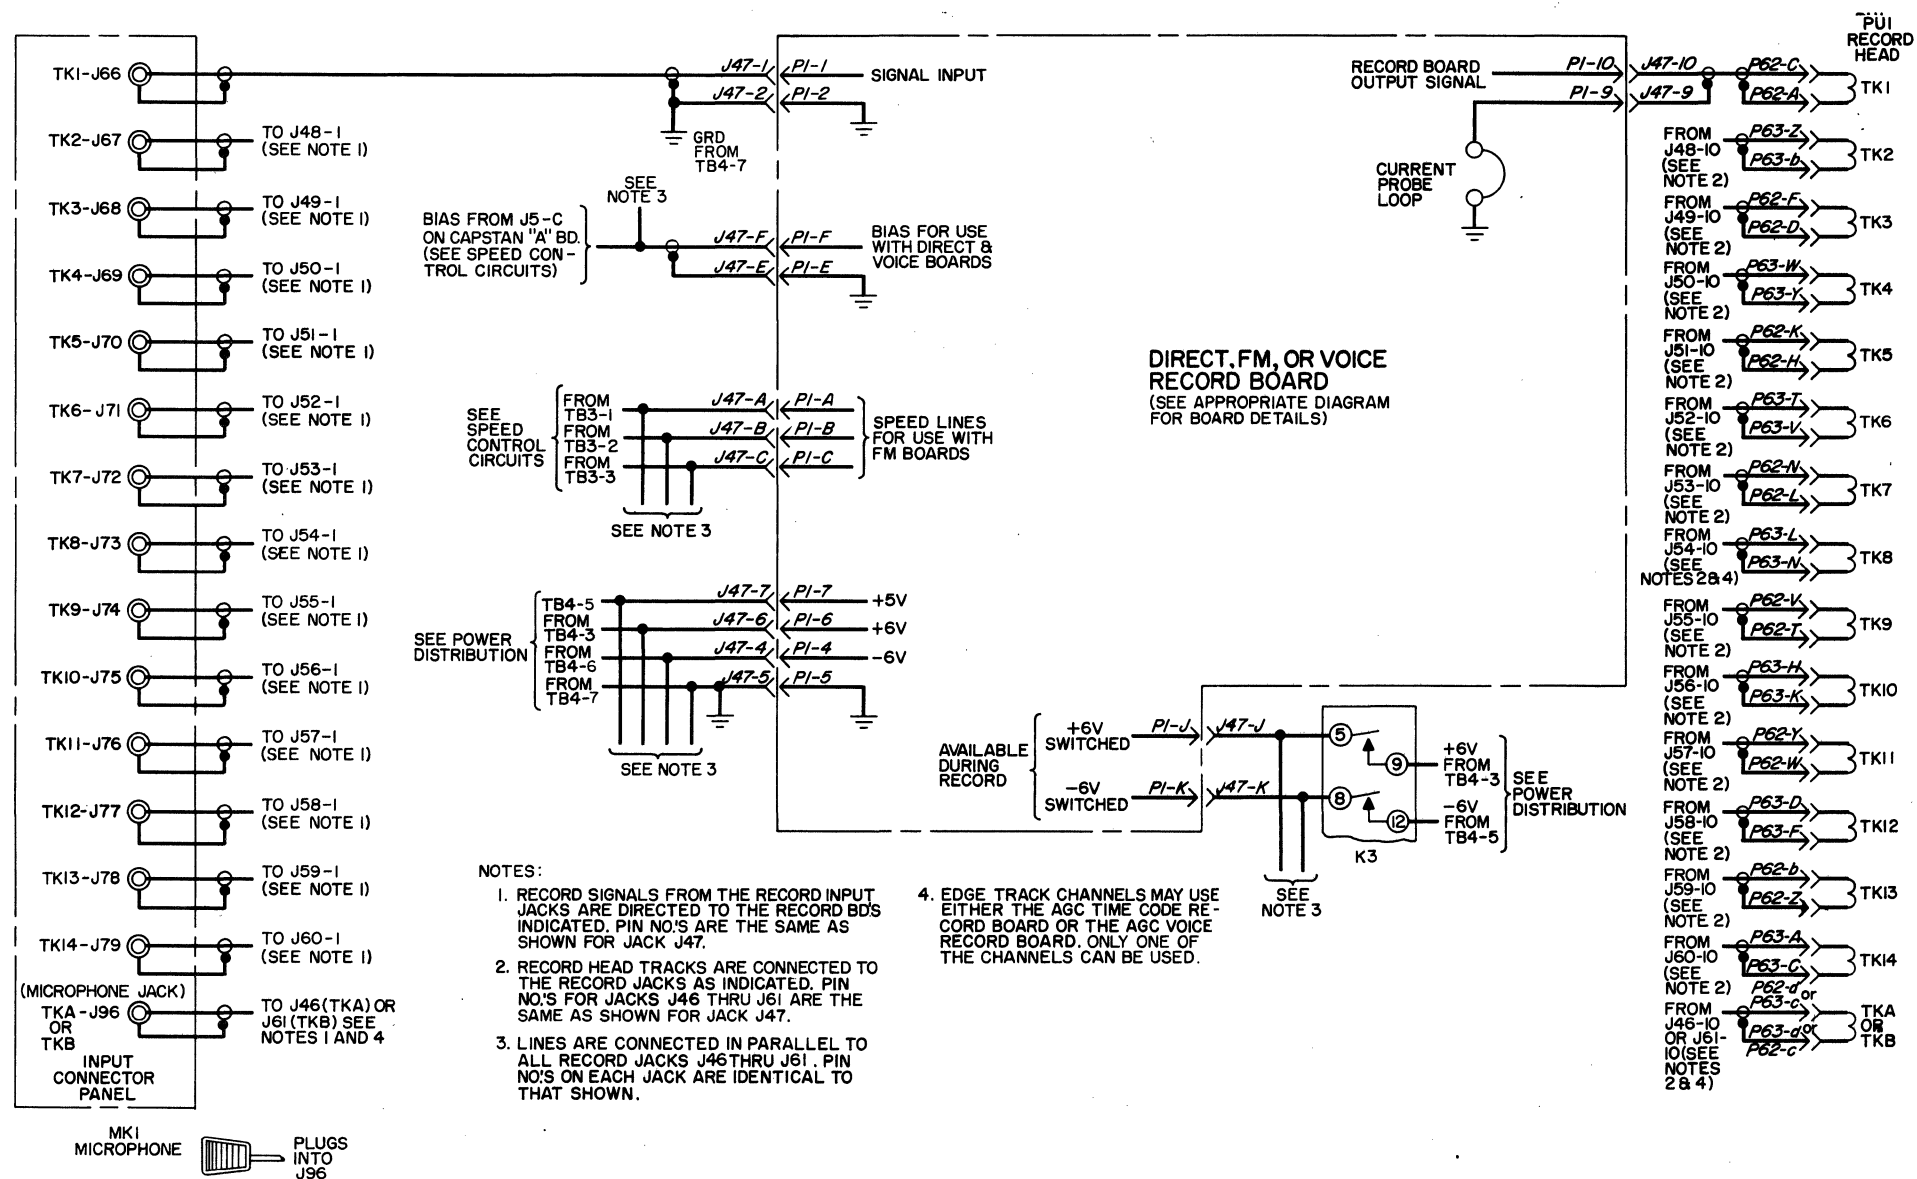 TK1-J66
TK2-J67
TO J48-1
(SEE NOTE 1)
TK3-J68
TO J49-1
(SEE NOTE 1)
TK4-J69
TO J50-1
(SEE NOTE 1)
TK5-J70
TO J51-1
(SEE NOTE 1)
TK6-J71
TO J52-1
(SEE NOTE 1)
TK7-J72
TO J53-1
(SEE NOTE 1)
TK8-J73
TO J54-1
(SEE NOTE 1)
TK9-J74
TO J55-1
(SEE NOTE 1)
TK10-J75
TO J56-1
(SEE NOTE 1)
TK11-J76
TO J57-1
(SEE NOTE 1)
TK12-J77
TO J58-1
(SEE NOTE 1)
TK13-J78
TO J59-1
(SEE NOTE 1)
TK14-J79
TO J60-1
(SEE NOTE 1)
(MICROPHONE JACK)
TKA-J96
OR
TKB
TO J46(TKA) OR
J61(TKB) SEE
NOTES 1 AND 4
INPUT
CONNECTOR
PANEL
MK1
MICROPHONE
PLUGS
INTO
J96
J47-1
P1-1
SIGNAL INPUT
J47-2
P1-2
GRD
FROM
TB4-7
SEE
NOTE 3
BIAS FROM J5-C
ON CAPSTAN "A" BD.
(SEE SPEED CON-
TROL CIRCUITS)
J47-F
P1-F
J47-E
P1-E
BIAS FOR USE
WITH DIRECT &
VOICE BOARDS
SEE
SPEED
CONTROL
CIRCUITS
FROM
TB3-1
FROM
TB3-2
FROM
TB3-3
J47-A
P1-A
J47-B
P1-B
J47-C
P1-C
SPEED LINES
FOR USE WITH
FM BOARDS
SEE NOTE 3
SEE POWER
DISTRIBUTION
TB4-5
FROM
TB4-3
FROM
TB4-6
FROM
TB4-7
J47-7
P1-7
+5V
J47-6
P1-6
+6V
J47-4
P1-4
-6V
J47-5
P1-5
SEE NOTE 3
DIRECT, FM, OR VOICE
RECORD BOARD
(SEE APPROPRIATE DIAGRAM
FOR BOARD DETAILS)
AVAILABLE
DURING
RECORD
+6V
SWITCHED
-6V
SWITCHED
P1-J
J47-J
P1-K
J47-K
5
9
8
12
K3
+6V
FROM
TB4-3
-6V
FROM
TB4-5
SEE
POWER
DISTRIBUTION
SEE
NOTE 3
RECORD BOARD
OUTPUT SIGNAL
P1-10
J47-10
P1-9
J47-9
CURRENT
PROBE
LOOP
PU1
RECORD
HEAD
P62-C
P62-A
TK1
FROM
J48-10
(SEE
NOTE 2)
P63-Z
P63-b
TK2
FROM
J49-10
(SEE
NOTE 2)
P62-F
P62-D
TK3
FROM
J50-10
(SEE
NOTE 2)
P63-W
P63-Y
TK4
FROM
J51-10
(SEE
NOTE 2)
P62-K
P62-H
TK5
FROM
J52-10
(SEE
NOTE 2)
P63-T
P63-V
TK6
FROM
J53-10
(SEE
NOTE 2)
P62-N
P62-L
TK7
FROM
J54-10
(SEE
NOTES 2&4)
P63-L
P63-N
TK8
FROM
J55-10
(SEE
NOTE 2)
P62-V
P62-T
TK9
FROM
J56-10
(SEE
NOTE 2)
P63-H
P63-K
TK10
FROM
J57-10
(SEE
NOTE 2)
P62-Y
P62-W
TK11
FROM
J58-10
(SEE
NOTE 2)
P63-D
P63-F
TK12
FROM
J59-10
(SEE
NOTE 2)
P62-b
P62-Z
TK13
FROM
J60-10
(SEE
NOTE 2)
P63-A
P63-C
TK14
FROM
J46-10
OR J61-
10(SEE
NOTES
2&4)
P62-d or
P63-c
P63-d or
P62-c
TKA
OR
TKB
NOTES:
1. RECORD SIGNALS FROM THE RECORD INPUT
JACKS ARE DIRECTED TO THE RECORD BD'S
INDICATED. PIN NO.'S ARE THE SAME AS
SHOWN FOR JACK J47.
2. RECORD HEAD TRACKS ARE CONNECTED TO
THE RECORD JACKS AS INDICATED. PIN
NO.'S FOR JACKS J46 THRU J61 ARE THE
SAME AS SHOWN FOR JACK J47.
3. LINES ARE CONNECTED IN PARALLEL TO
ALL RECORD JACKS J46 THRU J61. PIN
NO.'S ON EACH JACK ARE IDENTICAL TO
THAT SHOWN.
4. EDGE TRACK CHANNELS MAY USE
EITHER THE AGC TIME CODE RE-
CORD BOARD OR THE AGC VOICE
RECORD BOARD. ONLY ONE OF
THE CHANNELS CAN BE USED.